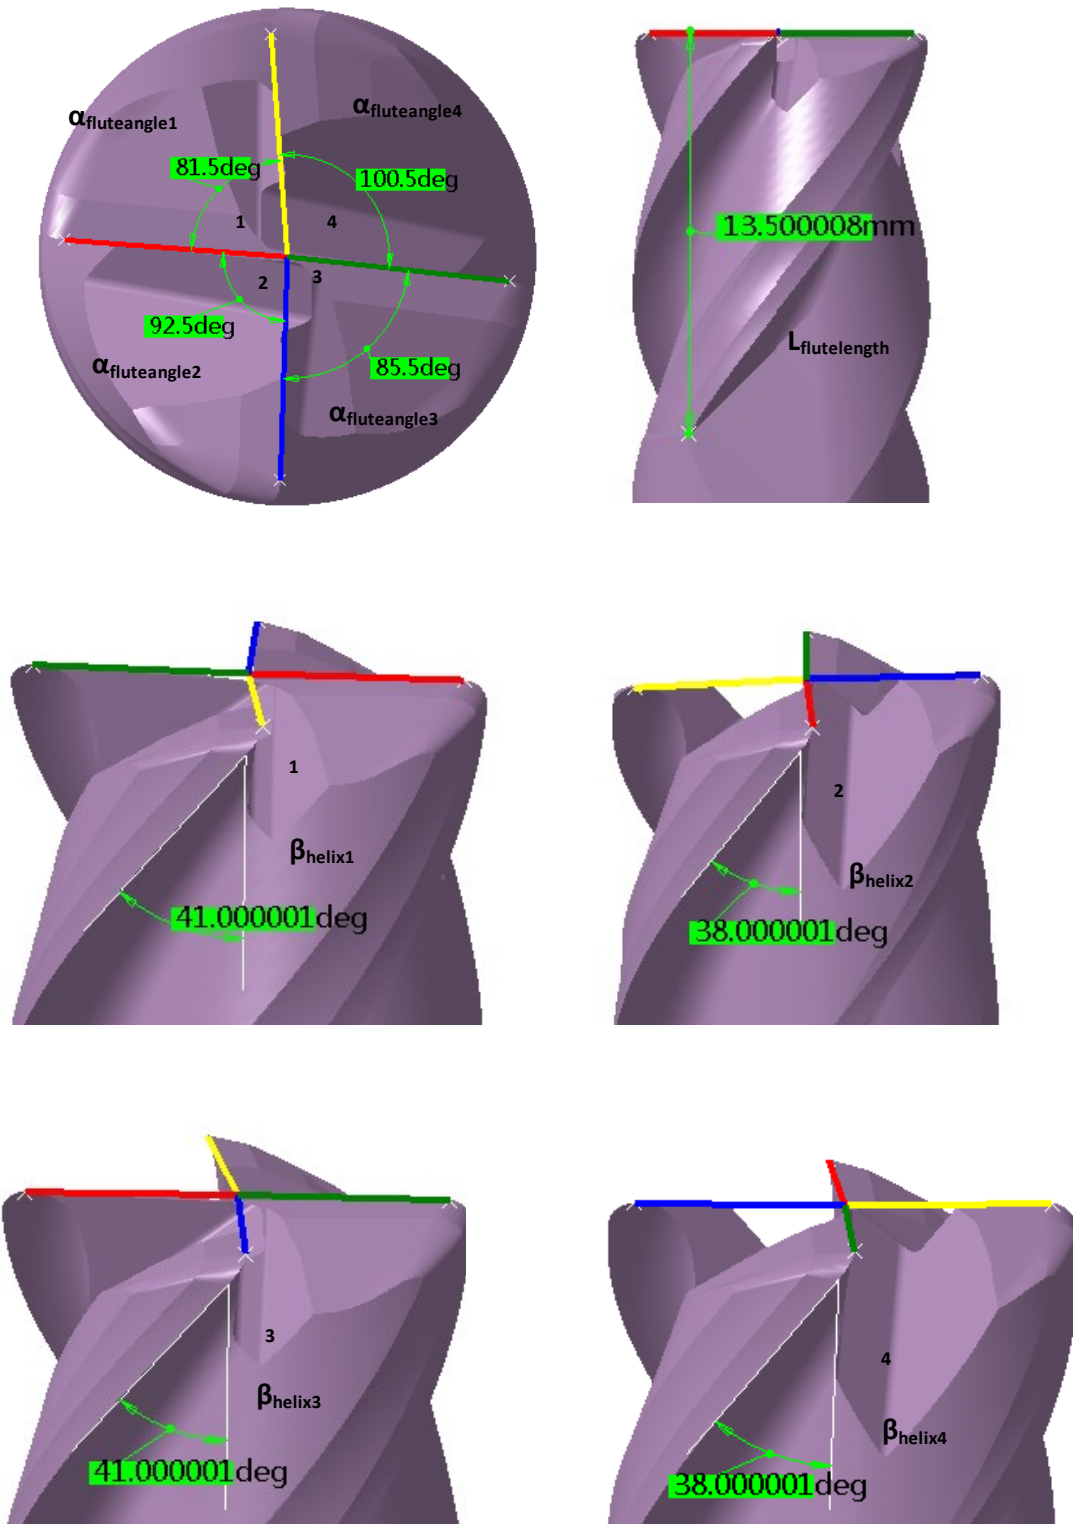 αfluteangle1
αfluteangle4
81.5deg
100.5deg
1
4
2
3
92.5deg
85.5deg
αfluteangle2
αfluteangle3
13.500008mm
Lflutelength
1
βhelix1
41.000001deg
2
βhelix2
38.000001deg
3
βhelix3
41.000001deg
4
βhelix4
38.000001deg